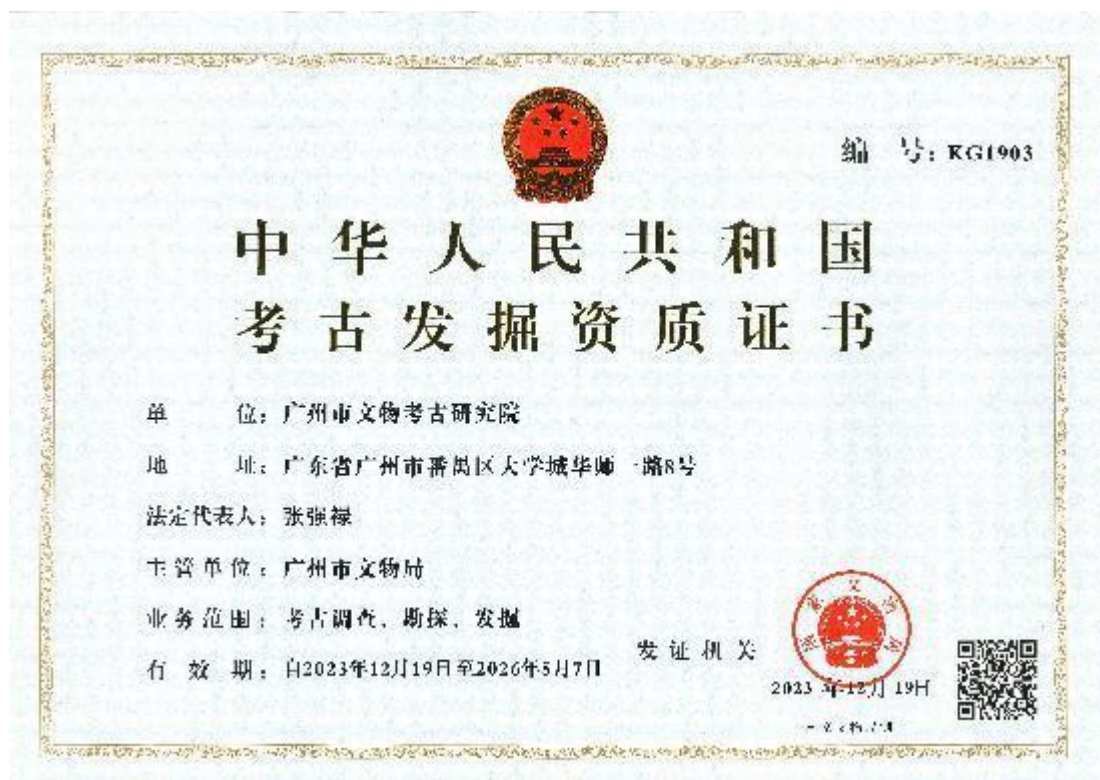 编 号：KG1903
中华人民共和国
考古发掘资质证书
单 位：广州市文物考古研究院
地 址：广东省广州市番禺区大学城华师一路8号
法定代表人：张强禄
主管单位：广州市文物局
业务范围：考古调查、勘探、发掘
有 效 期：自2023年12月19日至2026年5月7日
发证机关
2023年12月19日